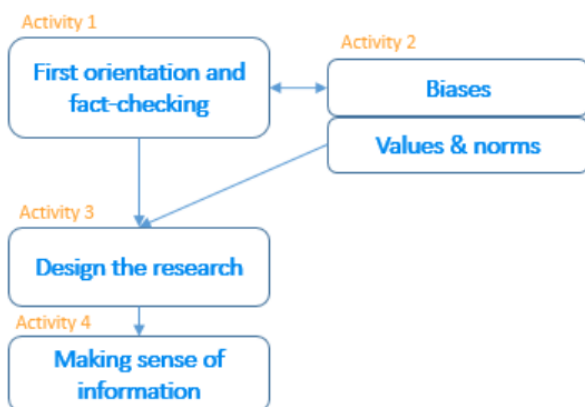 Activity 1
First orientation and
fact-checking
Activity 2
Biases
Values & norms
Activity 3
Design the research
Activity 4
Making sense of
information